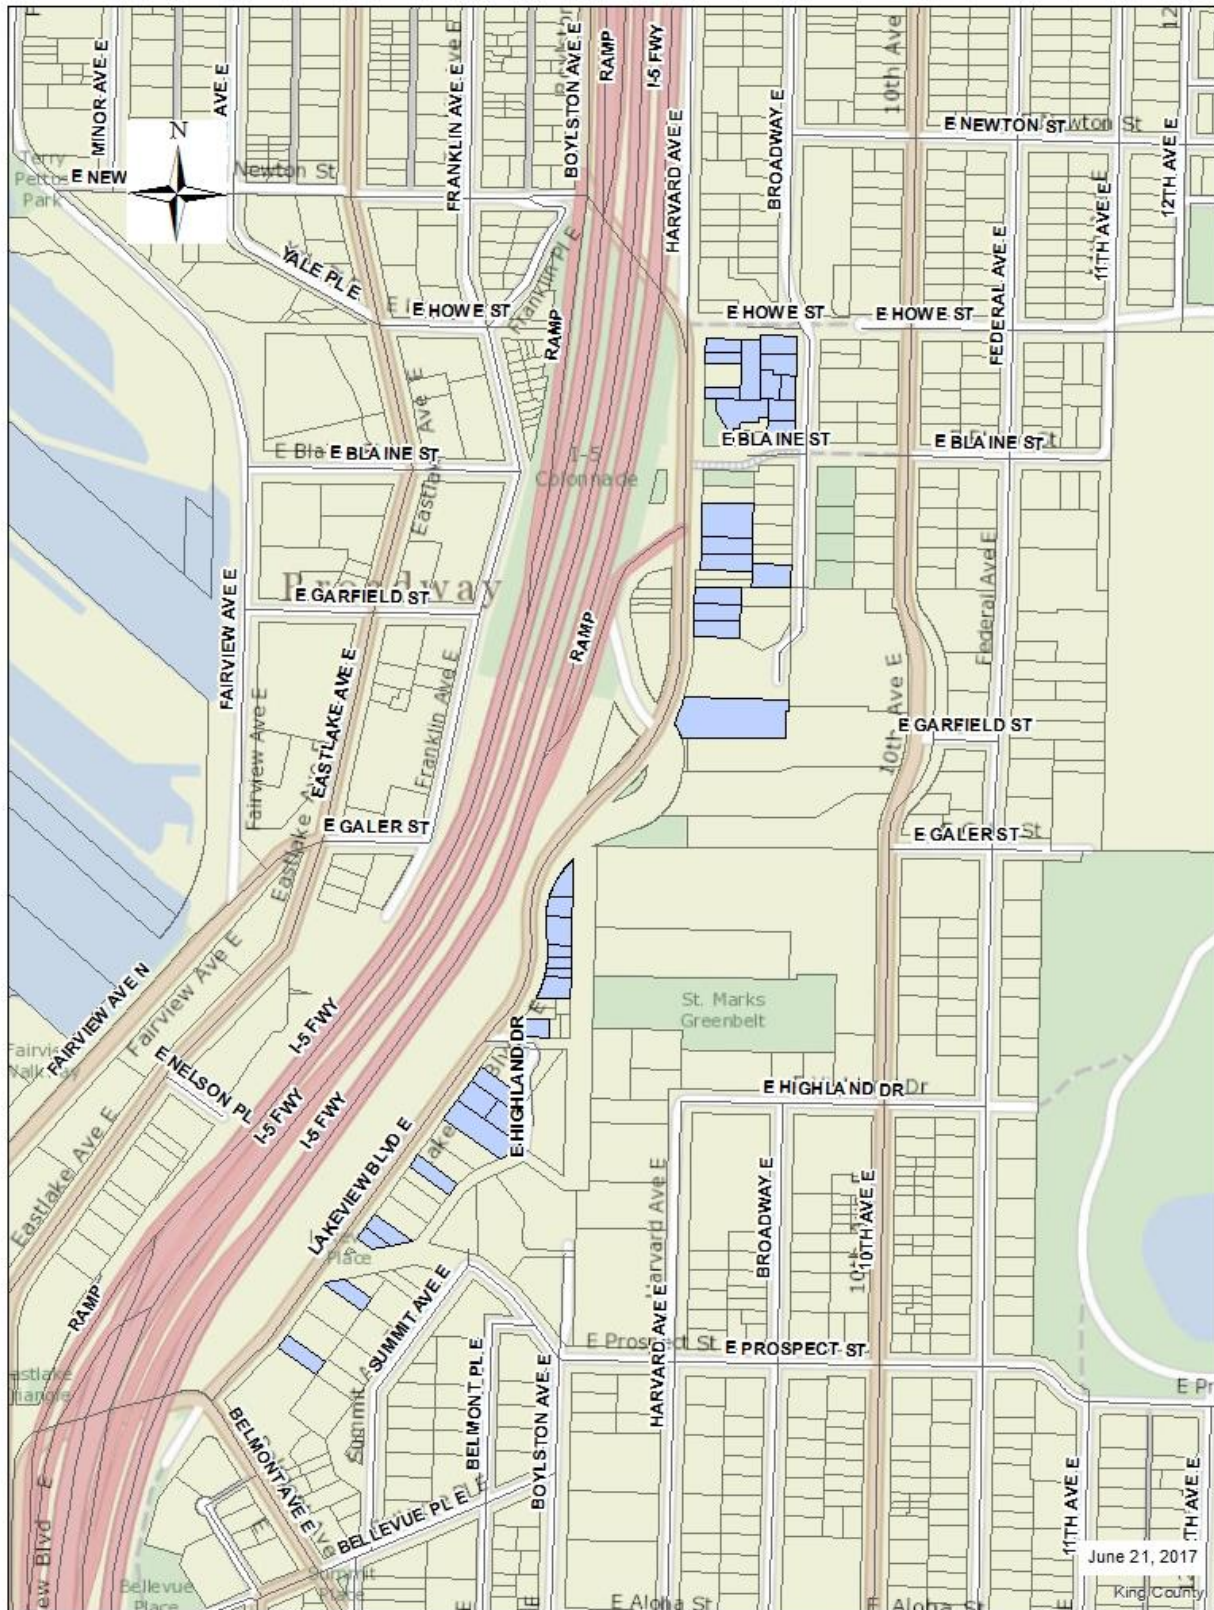 MINOR AVE E
AVE E
FRANKLIN AVE E
BOYLSTON AVE E
RAMP
I-5 FWY
HARVARD AVE E
BROADWAY E
10th Ave
E NEWTON ST
Newton St
12TH AVE E
11TH AVE E
N
Terry
Pettus
Park
E NEW
Newton St
YALE PL E
E HOWE ST
Franklin Pl E
RAMP
E HOWE ST
E HOWE ST
FEDERAL AVE E
Eastlake Ave E
E BLAINE ST
I-5
Colonnade
E BLAINE ST
E BLAINE ST
Broadway
E GARFIELD ST
FAIRVIEW AVE E
Fairview Ave E
EASTLAKE AVE E
Franklin Ave E
RAMP
Federal Ave E
10th Ave E
E GARFIELD ST
E GALER ST
E GALER ST
Eastlake Ave E
FAIRVIEW AVE N
Fairview Ave E
St. Marks
Greenbelt
I-5 FWY
I-5 FWY
I-5 FWY
E NELSON PL
E HIGHLAND DR
E HIGHLAND DR
Dr
Eastlake Ave E
LAKEVIEW BLVD E
Place
Harvard Ave E
BROADWAY E
10TH AVE E
RAMP
SUMMIT AVE E
HARVARD AVE E
E Prospect St
E PROSPECT ST
BELMONT PL E
BOYLSTON AVE E
BELMONT AVE E
BELLEVUE PL E
11TH AVE E
June 21, 2017
King County
Bellevue
Place
Summit
Place
E Aloha St
E Aloha St